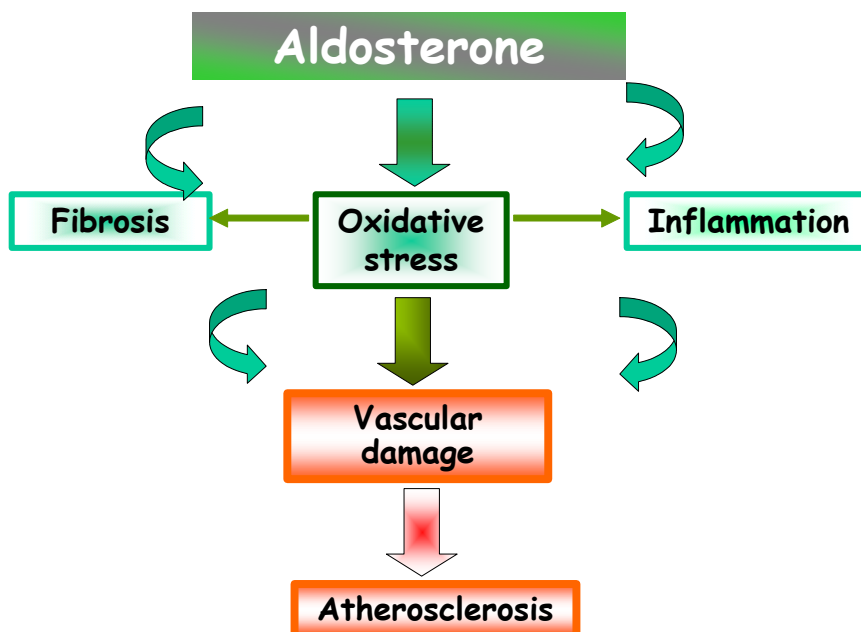 Aldosterone
Fibrosis
Oxidative
stress
Inflammation
Vascular
damage
Atherosclerosis